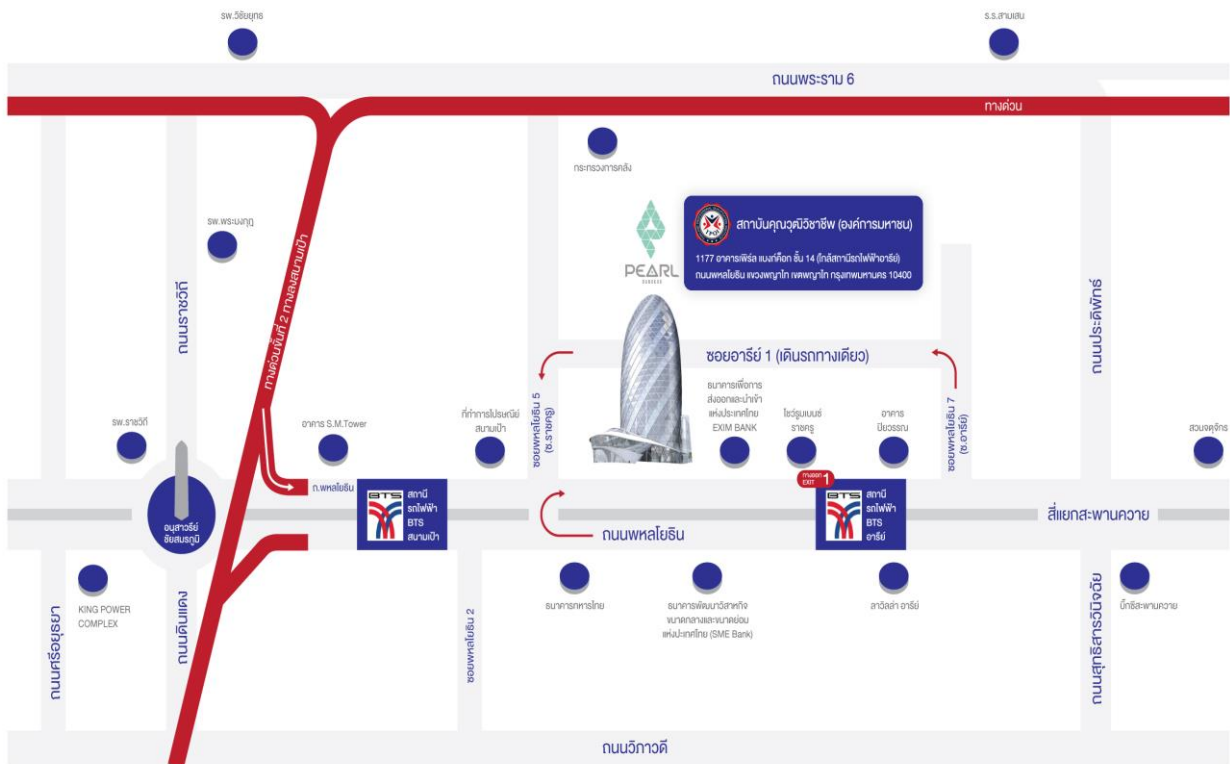 รพ.วิชัยยุทธ
ร.ร.สามเสน
ถนนพระราม 6
ทางด่วน
กระทรวงการคลัง
รพ.พระมงกุฎ
สถาบันคุณวุฒิวิชาชีพ (องค์การมหาชน)
1177 อาคารเพิร์ล แบงก์ค็อก ชั้น 14 (ใกล้สถานีรถไฟฟ้าอารีย์)
ถนนพหลโยธิน แขวงพญาไท เขตพญาไท กรุงเทพมหานคร 10400
PEARL
BANGKOK
ถนนราชวิถี
ทางด่วนขั้นที่ 2 ทางลงสนามเป้า
ถนนประดิพัทธ์
ซอยอารีย์ 1 (เดินรถทางเดียว)
ซอยพหลโยธิน 5
(ซ.ราชครู)
ซอยพหลโยธิน 7
(ซ.อารีย์)
รพ.ราชวิถี
อาคาร S.M.Tower
ที่ทำการไปรษณีย์
สนามเป้า
ธนาคารเพื่อการ
ส่งออกและนำเข้า
แห่งประเทศไทย
EXIM BANK
โชว์รูมเบนซ์
ราชครู
อาคาร
ปิยวรรณ
สวนจตุจักร
ทางออก
EXIT
1
ถ.พหลโยธิน
BTS
สถานี
รถไฟฟ้า
BTS
สนามเป้า
BTS
สถานี
รถไฟฟ้า
BTS
อารีย์
อนุสาวรีย์
ชัยสมรภูมิ
สี่แยกสะพานควาย
ถนนพหลโยธิน
KING POWER
COMPLEX
ธนาคารทหารไทย
ธนาคารพัฒนาวิสาหกิจ
ขนาดกลางและขนาดย่อม
แห่งประเทศไทย (SME Bank)
ลาวิลล่า อารีย์
บิ๊กซีสะพานควาย
ถนนศรีอยุธยา
ถนนดินแดง
ซอยพหลโยธิน 2
ถนนสุทธิสารวินิจฉัย
ถนนวิภาวดี